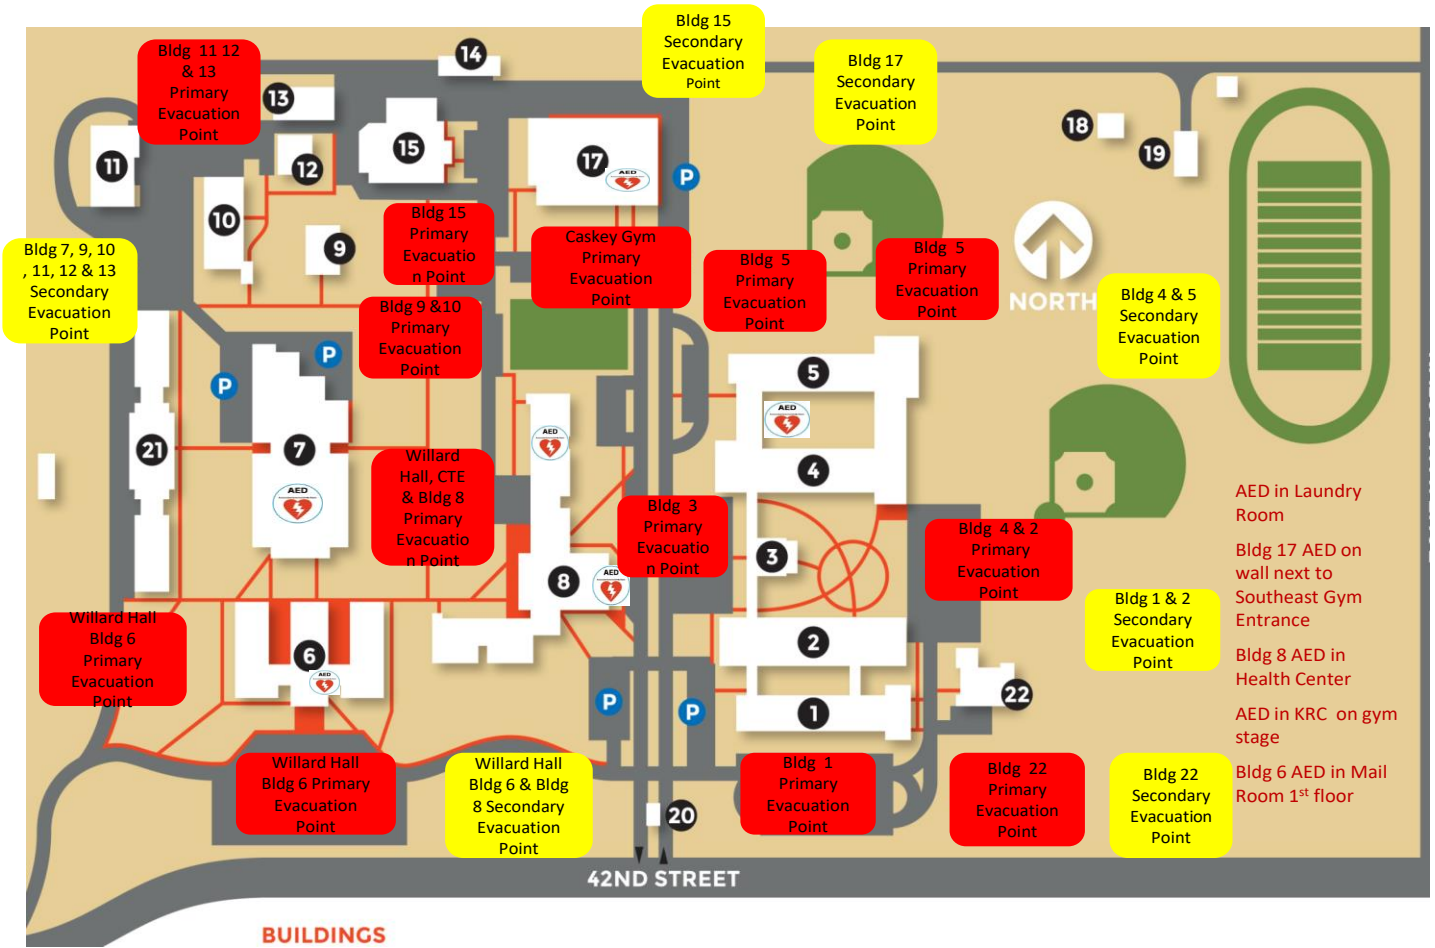 Bldg 15
Secondary
Evacuation
Point
Bldg 11 12
& 13
Primary
Evacuation
Point
14
Bldg 17
Secondary
Evacuation
Point
13
18
19
11
12
15
17
AED
P
10
9
Bldg 15
Primary
Evacuatio
n Point
Caskey Gym
Primary
Evacuation
Point
Bldg 5
Primary
Evacuation
Point
Bldg 5
Primary
Evacuation
Point
NORTH
Bldg 7, 9, 10
, 11, 12 & 13
Secondary
Evacuation
Point
Bldg 4 & 5
Secondary
Evacuation
Point
Bldg 9 &10
Primary
Evacuation
Point
P
P
5
AED
21
7
AED
AED
4
Willard
Hall, CTE
& Bldg 8
Primary
Evacuatio
n Point
Bldg 3
Primary
Evacuatio
n Point
3
Bldg 4 & 2
Primary
Evacuation
Point
AED in Laundry
Room
Bldg 17 AED on
wall next to
Southeast Gym
Entrance
Bldg 8 AED in
Health Center
AED in KRC on gym
stage
Bldg 6 AED in Mail
Room 1st floor
8
AED
Bldg 1 & 2
Secondary
Evacuation
Point
Willard Hall
Bldg 6
Primary
Evacuation
Point
6
AED
2
22
P
P
1
Willard Hall
Bldg 6 Primary
Evacuation
Point
Willard Hall
Bldg 6 & Bldg
8 Secondary
Evacuation
Point
20
Bldg 1
Primary
Evacuation
Point
Bldg 22
Primary
Evacuation
Point
Bldg 22
Secondary
Evacuation
Point
42ND STREET
BUILDINGS